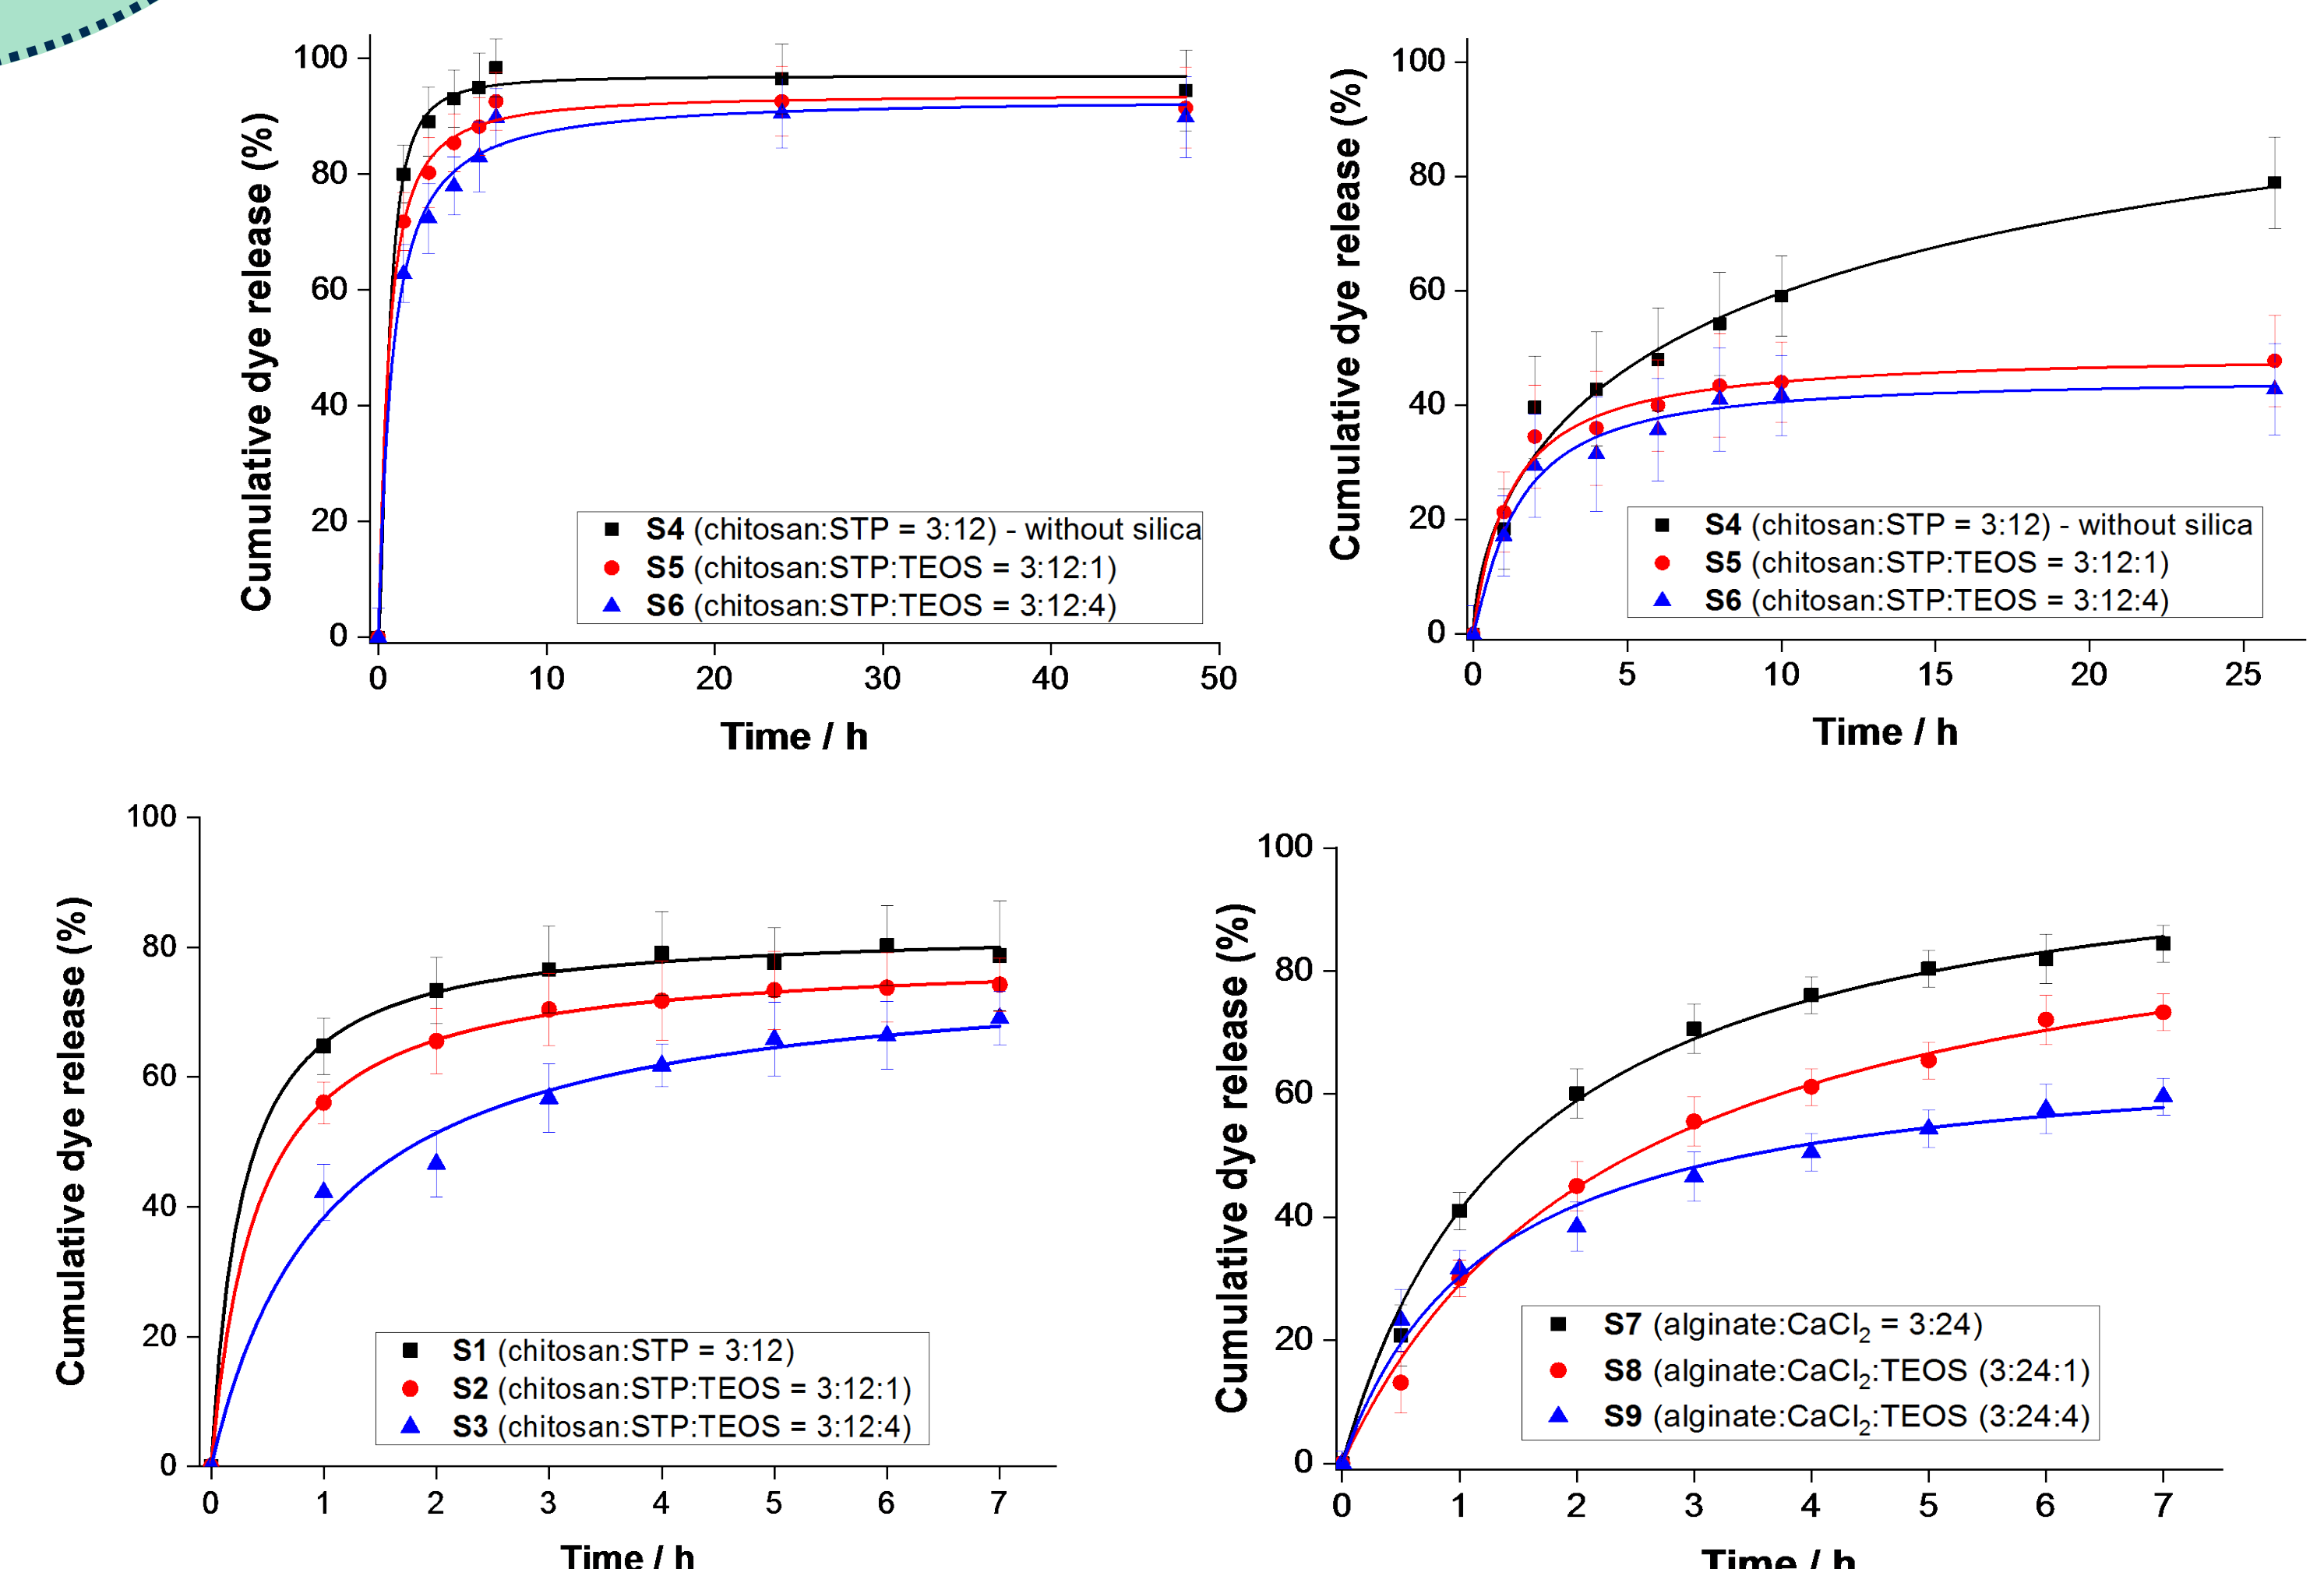 Cumulative dye release (%)
100
80
60
40
20
0
S4 (chitosan:STP = 3:12) - without silica
S5 (chitosan:STP:TEOS = 3:12:1)
S6 (chitosan:STP:TEOS = 3:12:4)
0 10 20 30 40 50
Time / h
Cumulative dye release (%)
100
80
60
40
20
0
S4 (chitosan:STP = 3:12) - without silica
S5 (chitosan:STP:TEOS = 3:12:1)
S6 (chitosan:STP:TEOS = 3:12:4)
0 5 10 15 20 25
Time / h
Cumulative dye release (%)
100
80
60
40
20
0
S1 (chitosan:STP = 3:12)
S2 (chitosan:STP:TEOS = 3:12:1)
S3 (chitosan:STP:TEOS = 3:12:4)
0 1 2 3 4 5 6 7
Time / h
Cumulative dye release (%)
100
80
60
40
20
0
S7 (alginate:CaCl₂ = 3:24)
S8 (alginate:CaCl₂:TEOS (3:24:1)
S9 (alginate:CaCl₂:TEOS (3:24:4)
0 1 2 3 4 5 6 7
Time / h